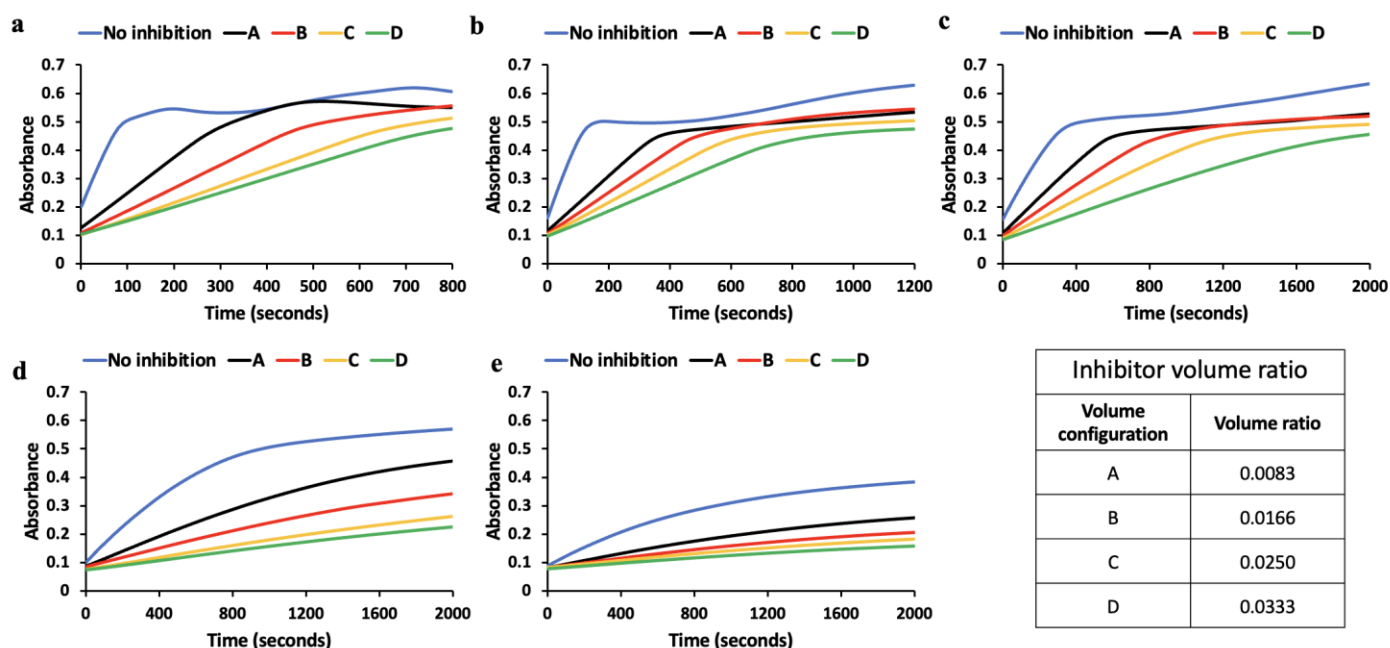 a
No inhibition A B C D
Absorbance
0.7
0.6
0.5
0.4
0.3
0.2
0.1
0
0 100 200 300 400 500 600 700 800
Time (seconds)
b
No inhibition A B C D
Absorbance
0.7
0.6
0.5
0.4
0.3
0.2
0.1
0
0 200 400 600 800 1000 1200
Time (seconds)
c
No inhibition A B C D
Absorbance
0.7
0.6
0.5
0.4
0.3
0.2
0.1
0
0 400 800 1200 1600 2000
Time (seconds)
d
No inhibition A B C D
Absorbance
0.7
0.6
0.5
0.4
0.3
0.2
0.1
0
0 400 800 1200 1600 2000
Time (seconds)
e
No inhibition A B C D
Absorbance
0.7
0.6
0.5
0.4
0.3
0.2
0.1
0
0 400 800 1200 1600 2000
Time (seconds)
Inhibitor volume ratio
Volume configuration Volume ratio
A 0.0083
B 0.0166
C 0.0250
D 0.0333